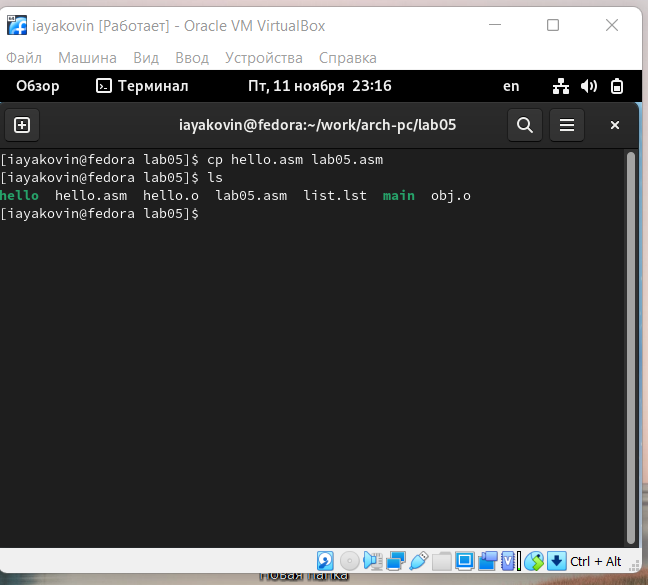 iayakovin [Работает] - Oracle VM VirtualBox
Файл Машина Вид Ввод Устройства Справка
Обзор Терминал Пт, 11 ноября 23:16 en
iayakovin@fedora:~/work/arch-pc/lab05
[iayakovin@fedora lab05]$ cp hello.asm lab05.asm
[iayakovin@fedora lab05]$ ls
hello hello.asm hello.o lab05.asm list.lst main obj.o
[iayakovin@fedora lab05]$
Ctrl + Alt
Новая папка